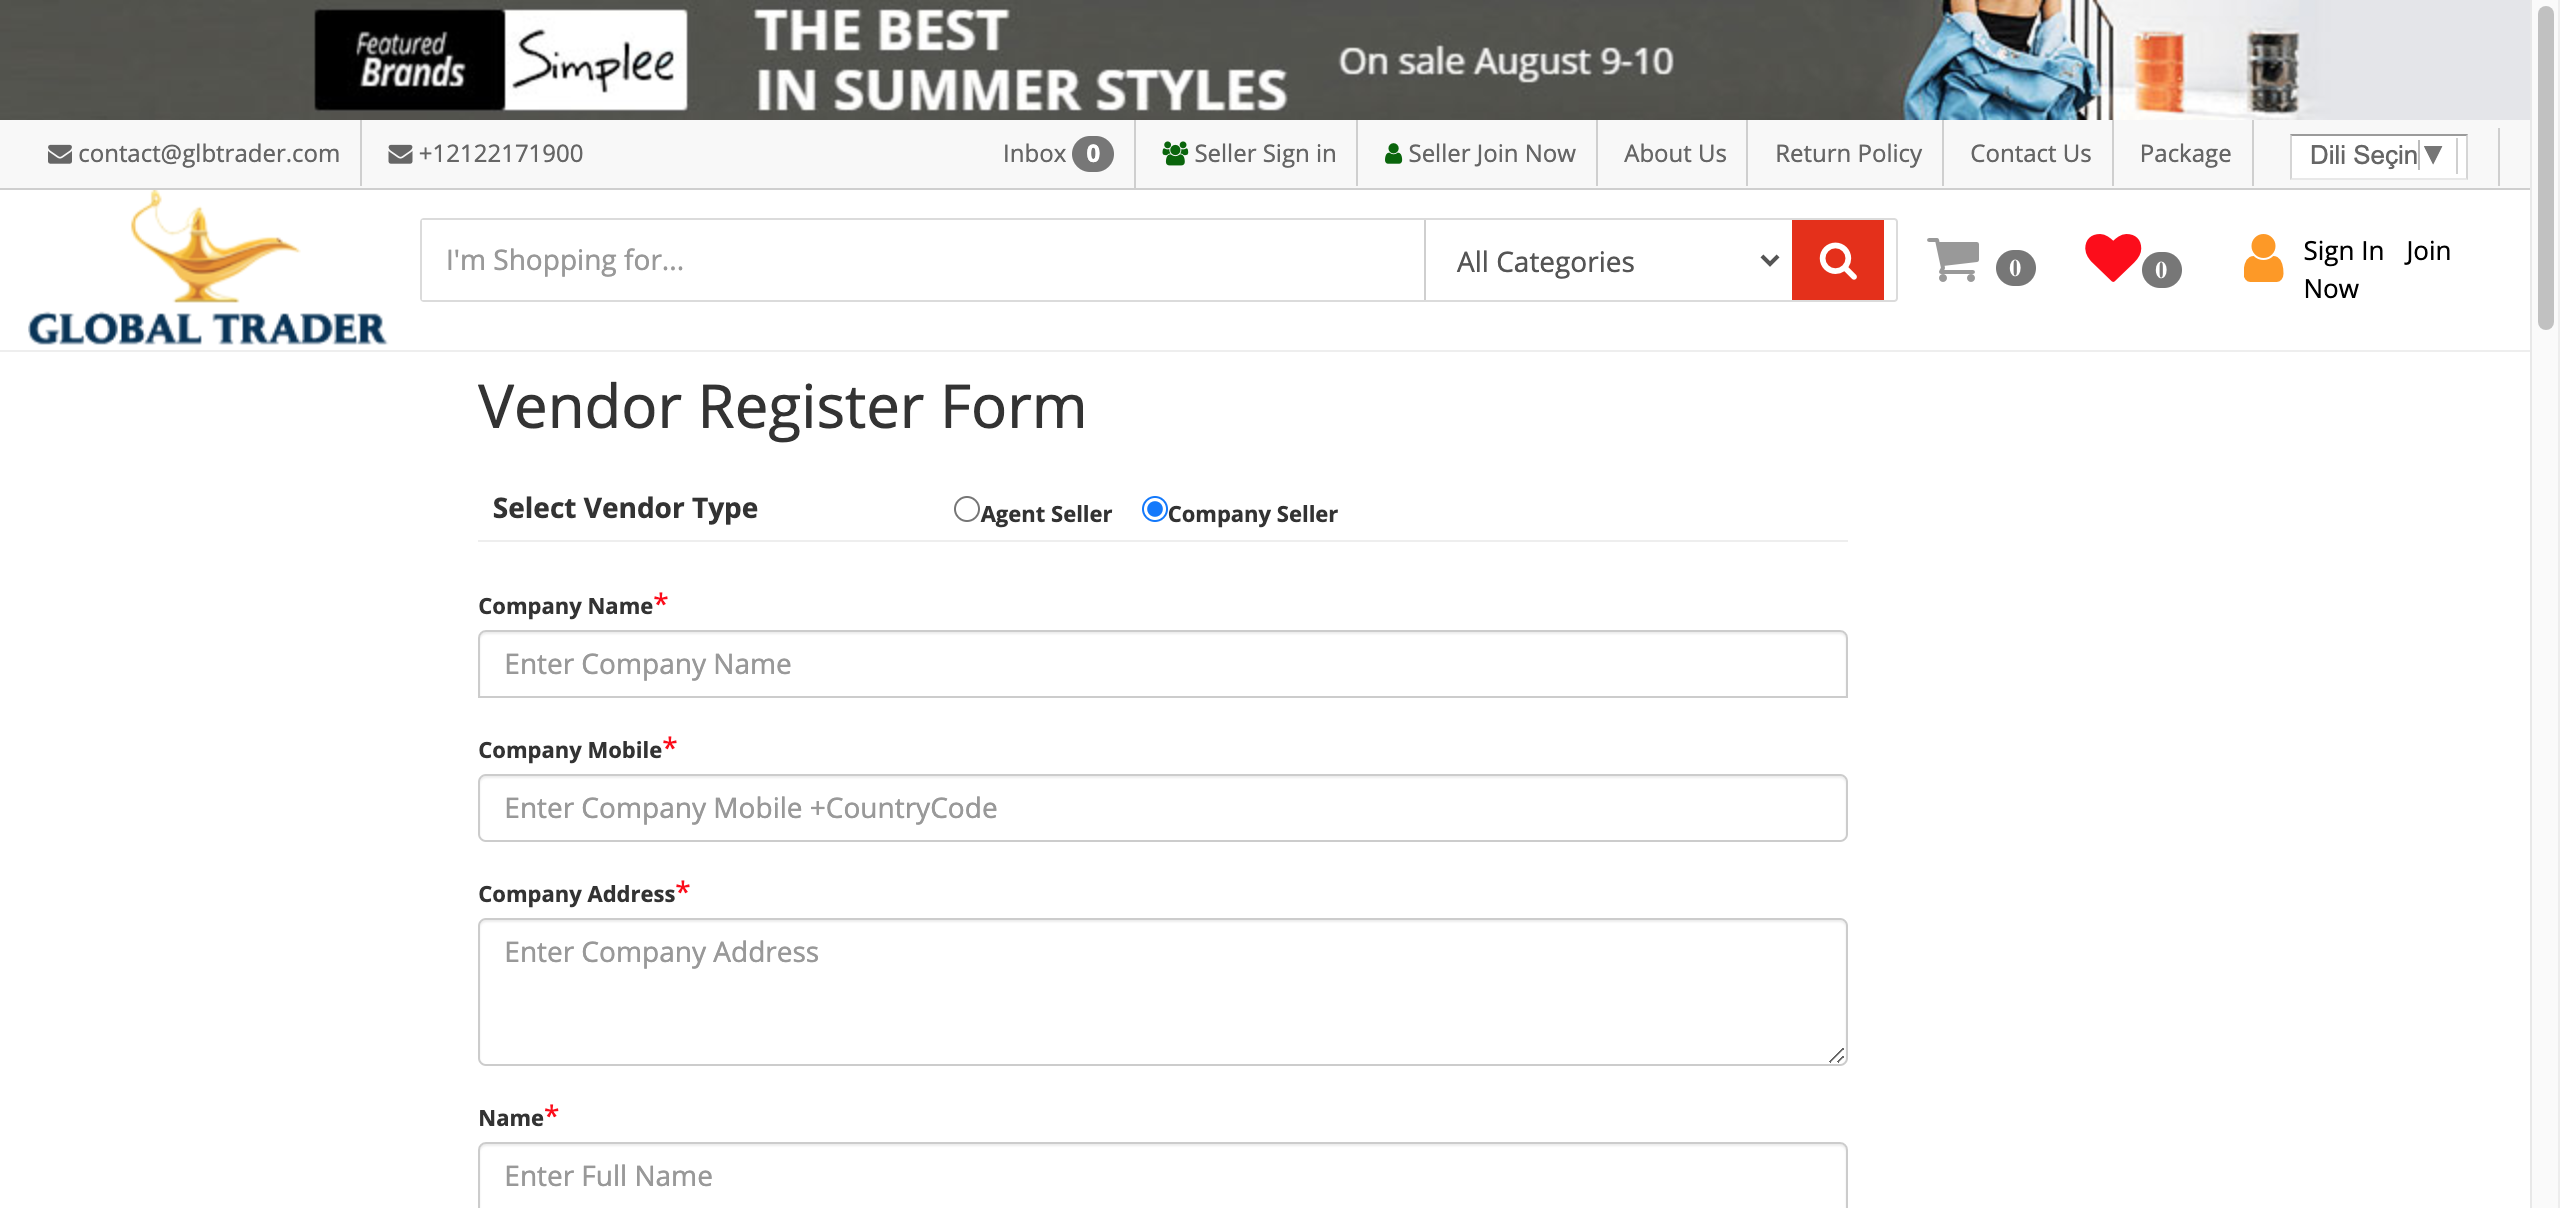 Featured Brands
Simplee
THE BEST
IN SUMMER STYLES
On sale August 9-10
contact@glbtrader.com
+12122171900
Inbox 0
Seller Sign in
Seller Join Now
About Us
Return Policy
Contact Us
Package
Dili Seçin▼
GLOBAL TRADER
I'm Shopping for...
All Categories
0
0
Sign In Join
Now
Vendor Register Form
Select Vendor Type
Agent Seller
Company Seller
Company Name*
Enter Company Name
Company Mobile*
Enter Company Mobile +CountryCode
Company Address*
Enter Company Address
Name*
Enter Full Name